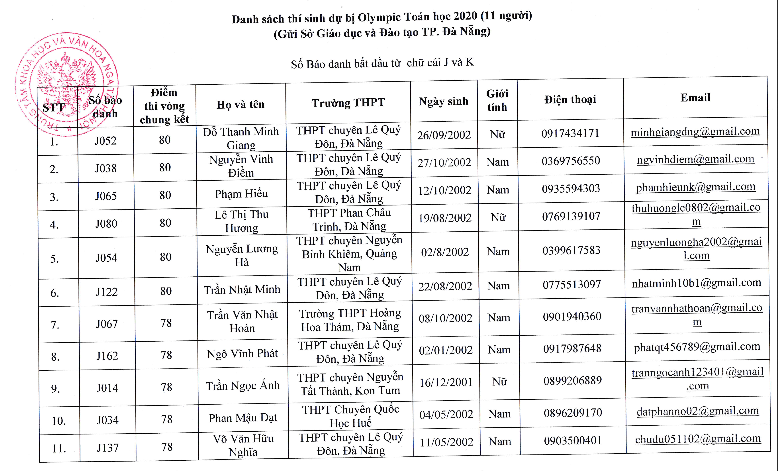 Danh sách thí sinh dự bị Olympic Toán học 2020 (11 người)
(Gửi Sở Giáo dục và Đào tạo TP. Đà Nẵng)
Số Báo danh bắt đầu từ chữ cái J và K
STT Số báo danh Điểm thi vòng chung kết Họ và tên Trường THPT Ngày sinh Giới tính Điện thoại Email
1. J052 80 Đỗ Thanh Minh Giang THPT chuyên Lê Quý Đôn, Đà Nẵng 26/09/2002 Nữ 0917434171 minhgiangdng@gmail.com
2. J038 80 Nguyễn Vinh Điểm THPT chuyên Lê Quý Đôn, Đà Nẵng 27/10/2002 Nam 0369756550 ngvinhdiem@gmail.com
3. J065 80 Phạm Hiếu THPT chuyên Lê Quý Đôn, Đà Nẵng 12/10/2002 Nam 0935594303 phamhieunk@gmail.com
4. J080 80 Lê Thị Thu Hương THPT Phan Châu Trinh, Đà Nẵng 19/08/2002 Nữ 0769139107 thuhuongle0802@gmail.com
5. J054 80 Nguyễn Lương Hà THPT chuyên Nguyễn Bỉnh Khiêm, Quảng Nam 02/8/2002 Nam 0399617583 nguyenluongha2002@gmail.com
6. J122 80 Trần Nhật Minh THPT chuyên Lê Quý Đôn, Đà Nẵng 22/08/2002 Nam 0775513097 nhatminh10b1@gmail.com
7. J067 78 Trần Văn Nhật Hoàn Trường THPT Hoàng Hoa Thám, Đà Nẵng 08/10/2002 Nam 0901940360 tranvannhathoan@gmail.com
8. J162 78 Ngô Vĩnh Phát THPT chuyên Lê Quý Đôn, Đà Nẵng 02/01/2002 Nam 0917987648 phatqt456789@gmail.com
9. J014 78 Trần Ngọc Ánh THPT chuyên Nguyễn Tất Thành, Kon Tum 16/12/2001 Nữ 0899206889 tranngocanh123401@gmail.com
10. J034 78 Phan Mậu Đạt THPT Chuyên Quốc Học Huế 04/05/2002 Nam 0896209170 datphanno02@gmail.com
11. J137 78 Võ Văn Hữu Nghĩa THPT chuyên Lê Quý Đôn, Đà Nẵng 11/05/2002 Nam 0903500401 chudu051102@gmail.com